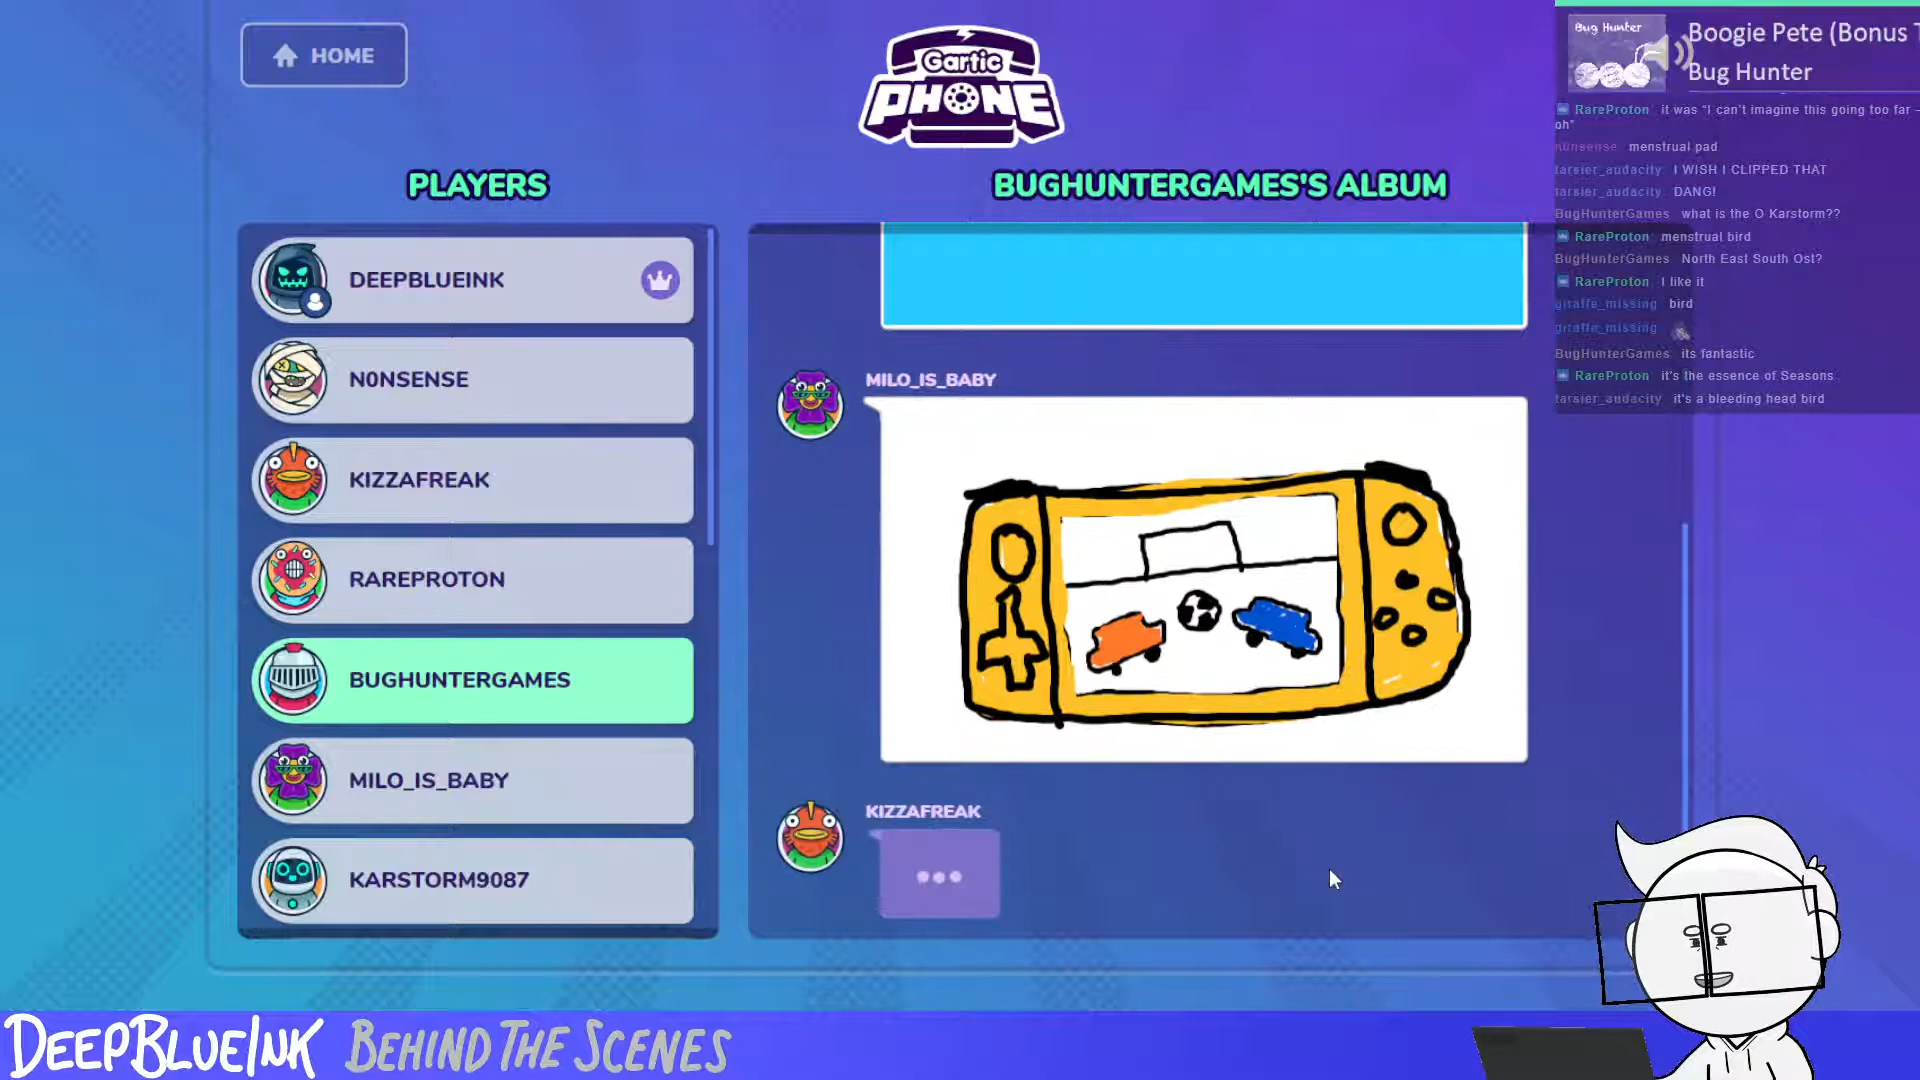 HOME
Gartic
PHONE
PLAYERS
BUGHUNTERGAMES'S ALBUM
DEEPBLUEINK
N0NSENSE
KIZZAFREAK
RAREPROTON
BUGHUNTERGAMES
MILO_IS_BABY
KARSTORM9087
MILO_IS_BABY
KIZZAFREAK
Bug Hunter
Boogie Pete (Bonus T
Bug Hunter
RareProton it was "I can't imagine this going too far –
oh"
n0nsense menstrual pad
tarsier_audacity I WISH I CLIPPED THAT
tarsier_audacity DANG!
BugHunterGames what is the O Karstorm??
RareProton menstrual bird
BugHunterGames North East South Ost?
RareProton I like it
giraffe_missing bird
giraffe_missing
BugHunterGames its fantastic
RareProton it's the essence of Seasons
tarsier_audacity it's a bleeding head bird
DEEPBLUEINK BEHIND THE SCENES